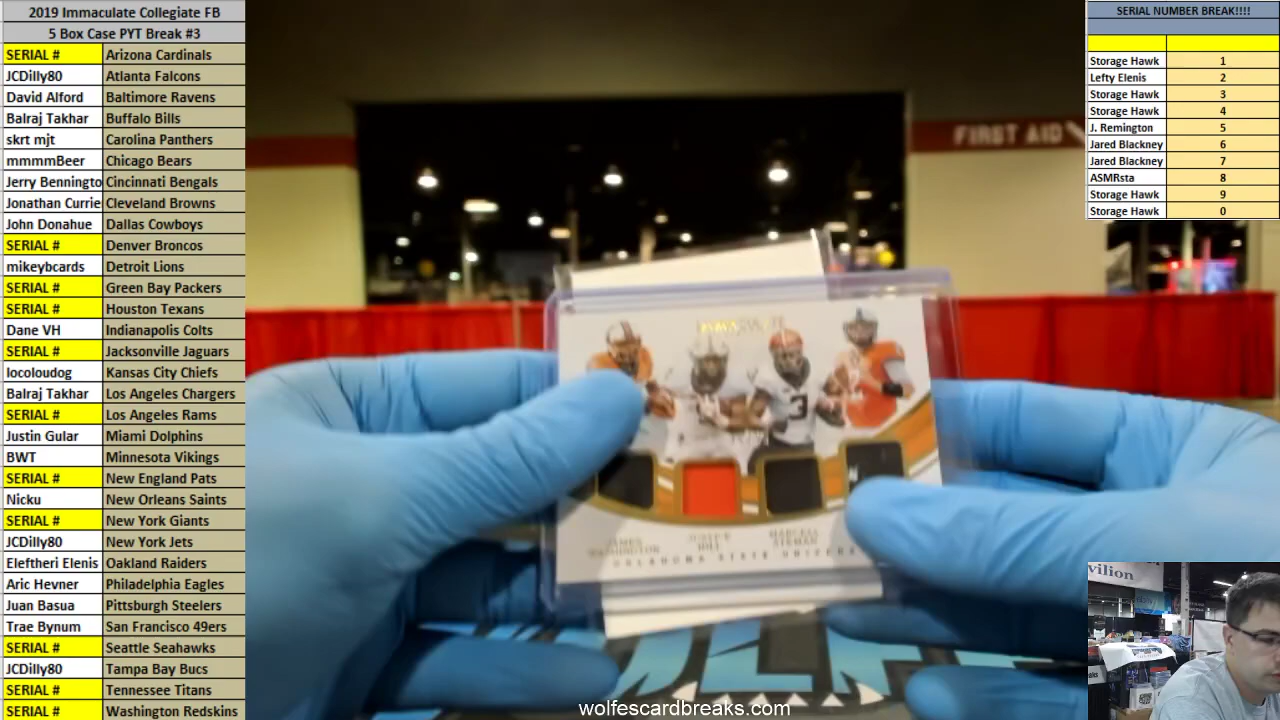 2019 Immaculate Collegiate FB
5 Box Case PYT Break #3
SERIAL # Arizona Cardinals
JCDilly80 Atlanta Falcons
David Alford Baltimore Ravens
Balraj Takhar Buffalo Bills
skrt mjt Carolina Panthers
mmmmBeer Chicago Bears
Jerry Benningto Cincinnati Bengals
Jonathan Currie Cleveland Browns
John Donahue Dallas Cowboys
SERIAL # Denver Broncos
mikeybcards Detroit Lions
SERIAL # Green Bay Packers
SERIAL # Houston Texans
Dane VH Indianapolis Colts
SERIAL # Jacksonville Jaguars
locoloudog Kansas City Chiefs
Balraj Takhar Los Angeles Chargers
SERIAL # Los Angeles Rams
Justin Gular Miami Dolphins
BWT Minnesota Vikings
SERIAL # New England Pats
Nicku New Orleans Saints
SERIAL # New York Giants
JCDilly80 New York Jets
Eleftheri Elenis Oakland Raiders
Aric Hevner Philadelphia Eagles
Juan Basua Pittsburgh Steelers
Trae Bynum San Francisco 49ers
SERIAL # Seattle Seahawks
JCDilly80 Tampa Bay Bucs
SERIAL # Tennessee Titans
SERIAL # Washington Redskins
SERIAL NUMBER BREAK!!!!
Storage Hawk 1
Lefty Elenis 2
Storage Hawk 3
Storage Hawk 4
J. Remington 5
Jared Blackney 6
Jared Blackney 7
ASMRsta 8
Storage Hawk 9
Storage Hawk 0
FIRST AID
3
JAMES WASHINGTON
JUSTICE HILL
OKLAHOMA STATE
vilion
wolfescardbreaks.com